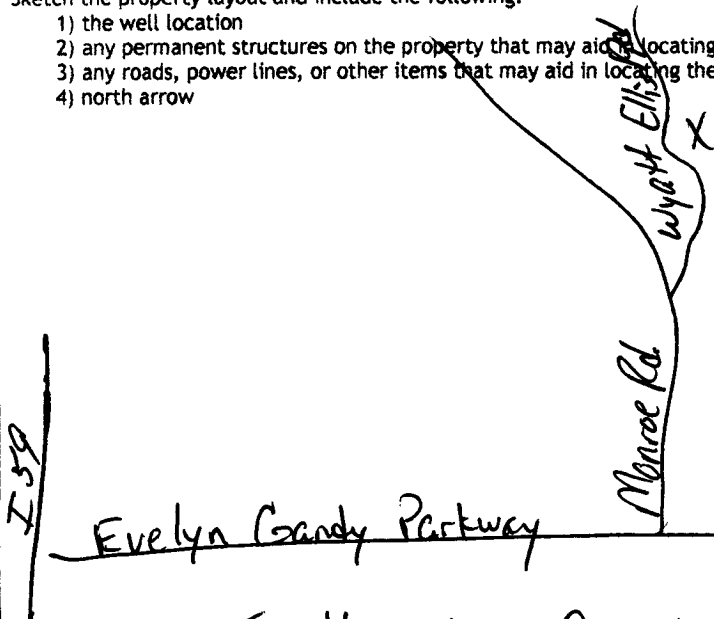 Sketch the property layout and include the following:
1) the well location
2) any permanent structures on the property that may aid in locating
3) any roads, power lines, or other items that may aid in locating the
4) north arrow
Wyatt Ellis Rd
X
Monroe Rd.
I 59
Evelyn Gandy Parkway